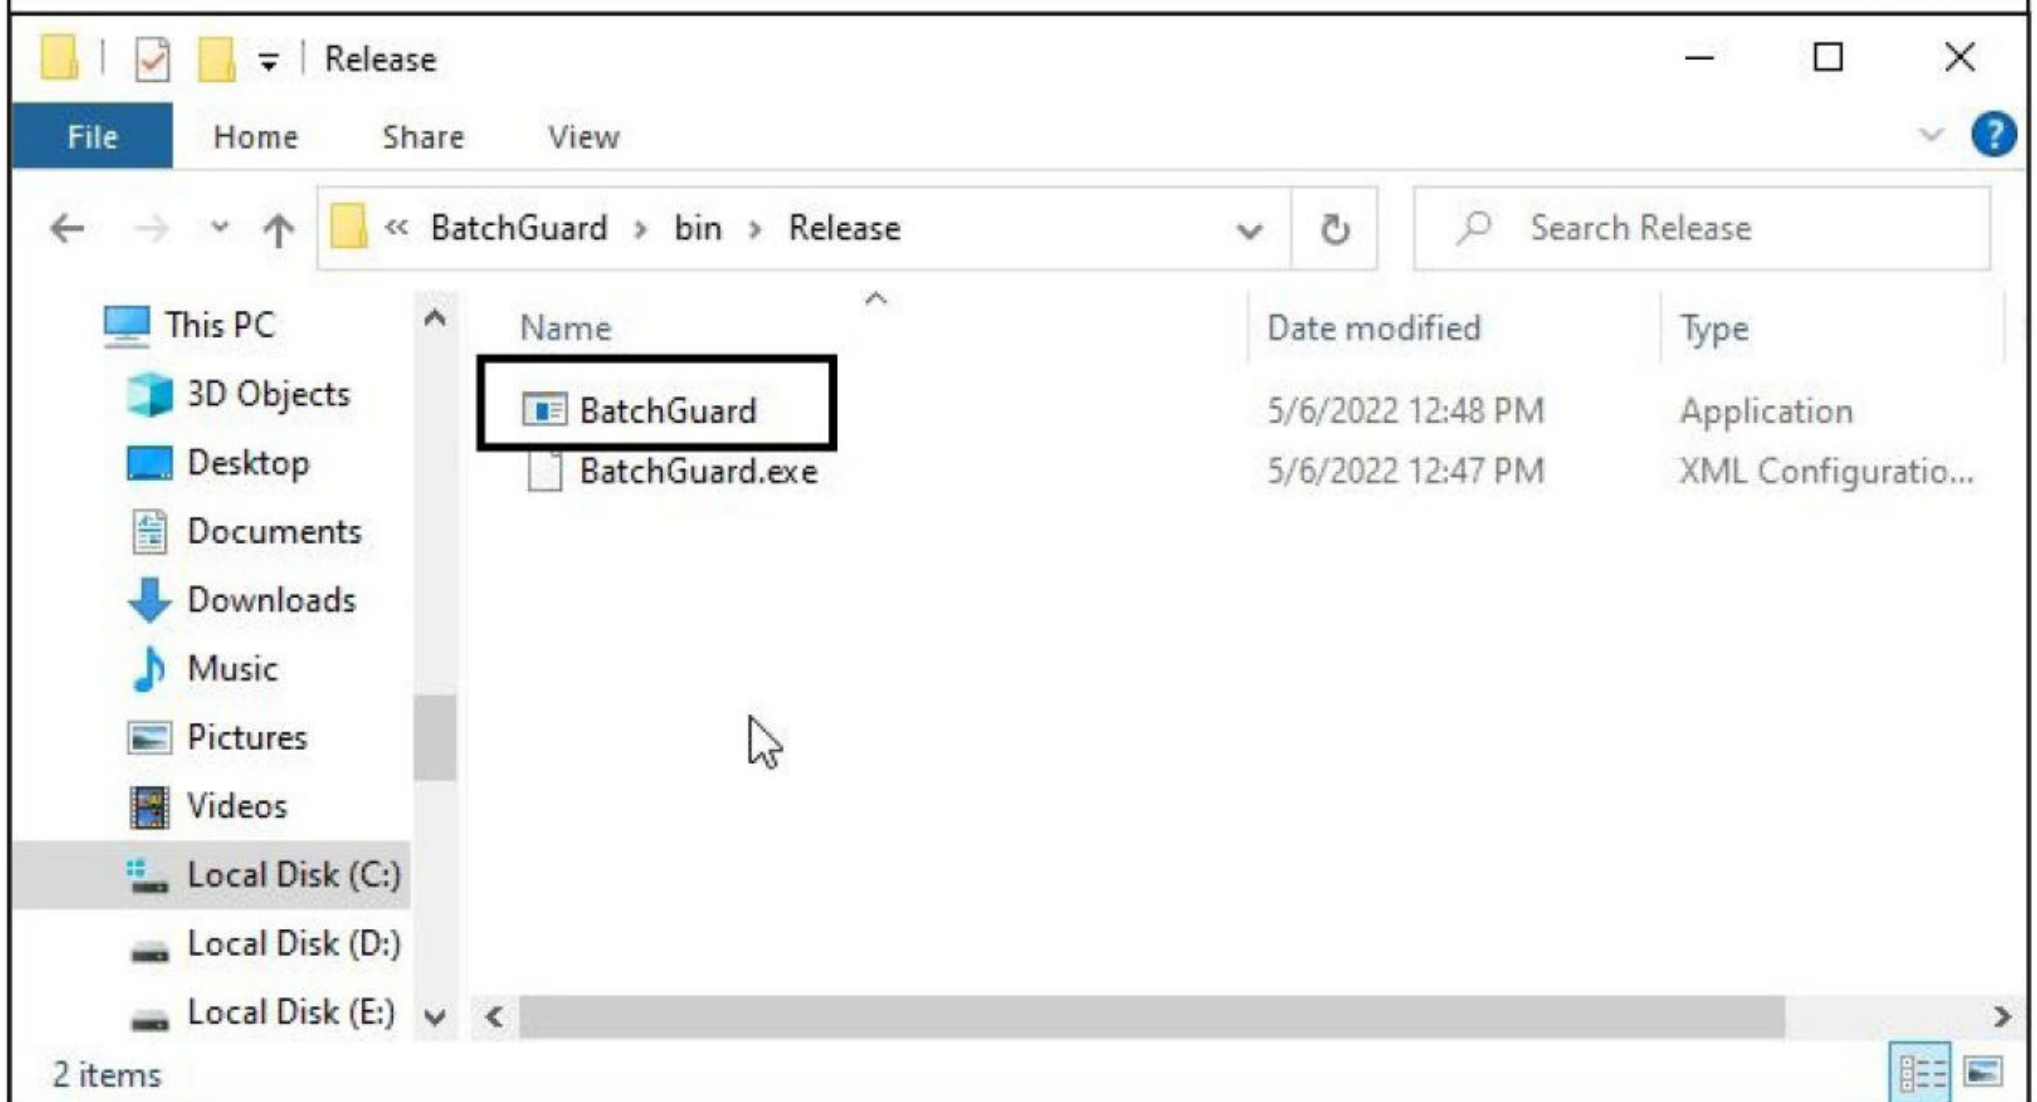 Release
File Home Share View
« BatchGuard > bin > Release Search Release
This PC
3D Objects
Desktop
Documents
Downloads
Music
Pictures
Videos
Local Disk (C:)
Local Disk (D:)
Local Disk (E:)
Name Date modified Type
BatchGuard 5/6/2022 12:48 PM Application
BatchGuard.exe 5/6/2022 12:47 PM XML Configuratio...
2 items